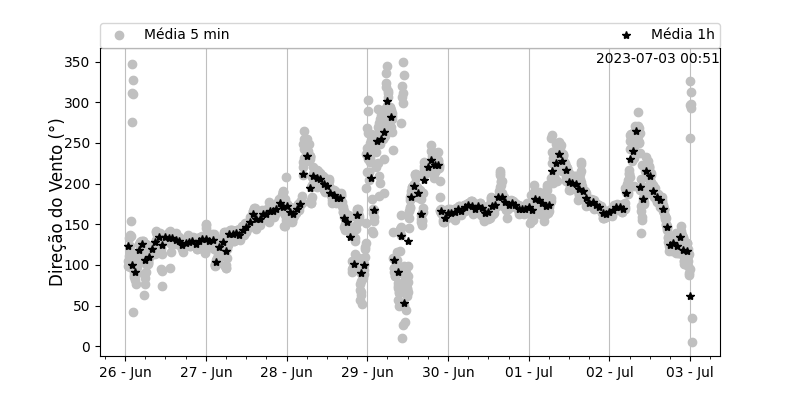 Média 5 min
Média 1h
2023-07-03 00:51
Direção do Vento (°)
350
300
250
200
150
100
50
0
26 - Jun
27 - Jun
28 - Jun
29 - Jun
30 - Jun
01 - Jul
02 - Jul
03 - Jul